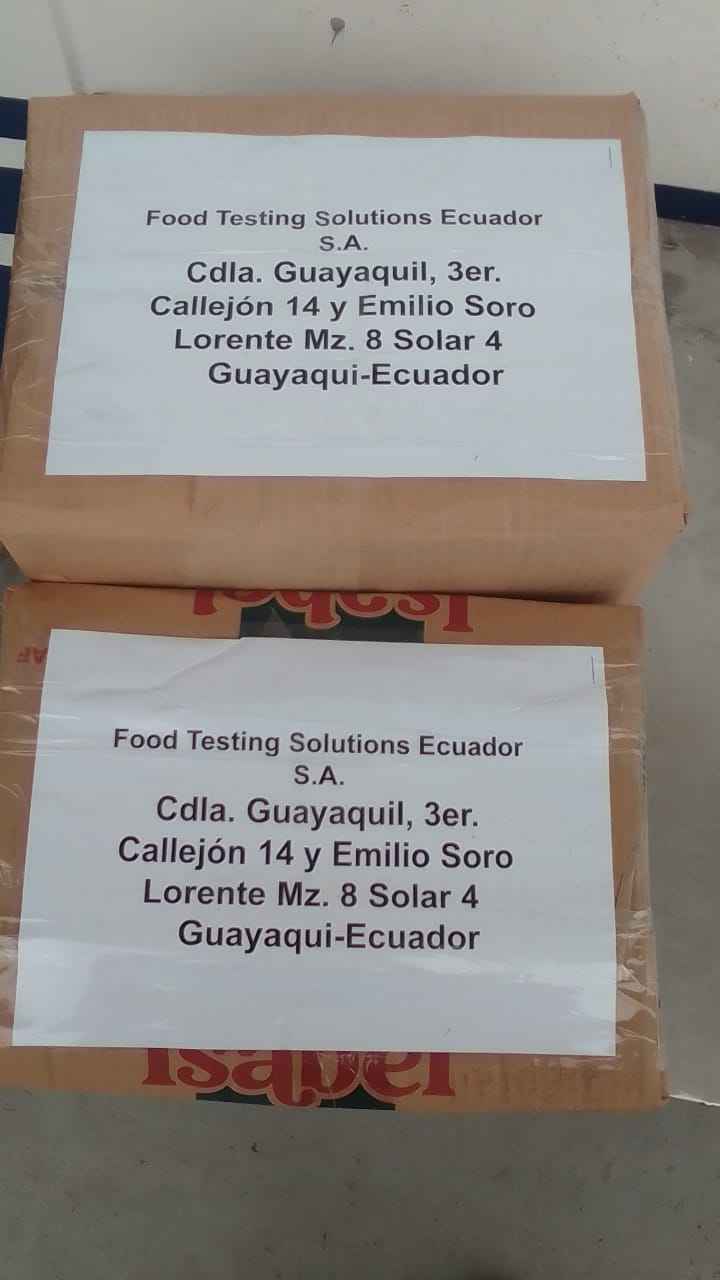 Food Testing Solutions Ecuador
S.A.
Cdla. Guayaquil, 3er.
Callejón 14 y Emilio Soro
Lorente Mz. 8 Solar 4
Guayaqui-Ecuador
Isabel
Food Testing Solutions Ecuador
S.A.
Cdla. Guayaquil, 3er.
Callejón 14 y Emilio Soro
Lorente Mz. 8 Solar 4
Guayaqui-Ecuador
Isabel